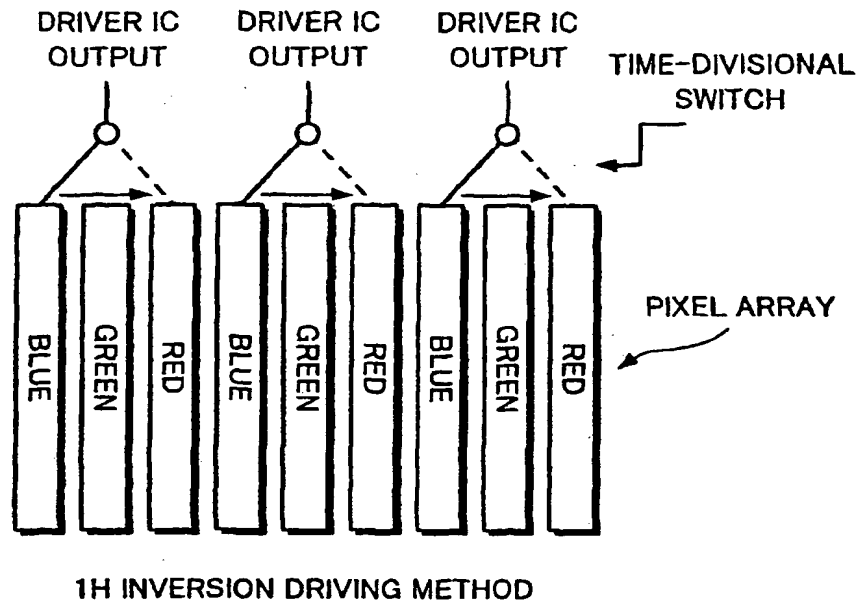 DRIVER IC
OUTPUT
DRIVER IC
OUTPUT
DRIVER IC
OUTPUT
TIME-DIVISIONAL
SWITCH
BLUE
GREEN
RED
BLUE
GREEN
RED
BLUE
GREEN
RED
PIXEL ARRAY
1H INVERSION DRIVING METHOD